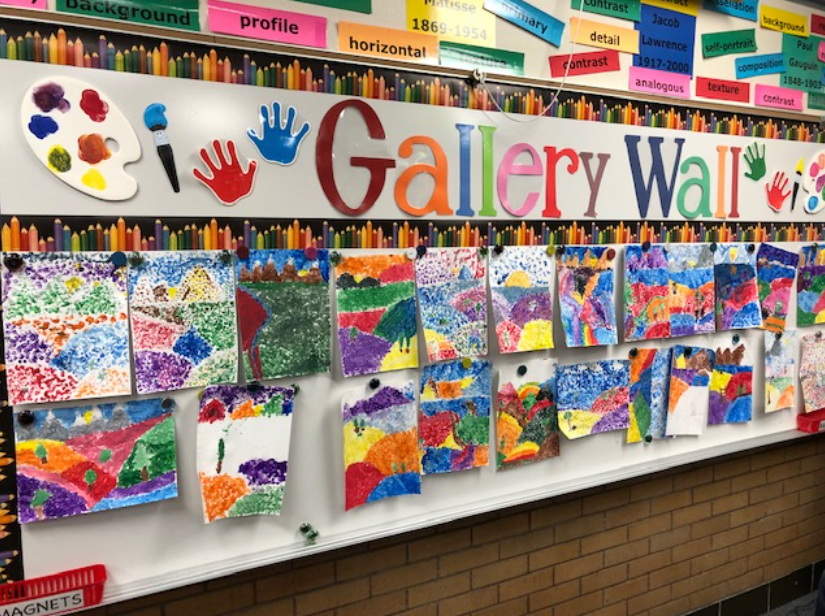 background
profile
horizontal
Matisse
1869-1954
primary
contrast
detail
contrast
Jacob
Lawrence
1917-2000
analogous
self-portrait
texture
composition
background
contrast
Paul
Gauguin
1848-1903
Gallery Wall
MAGNETS